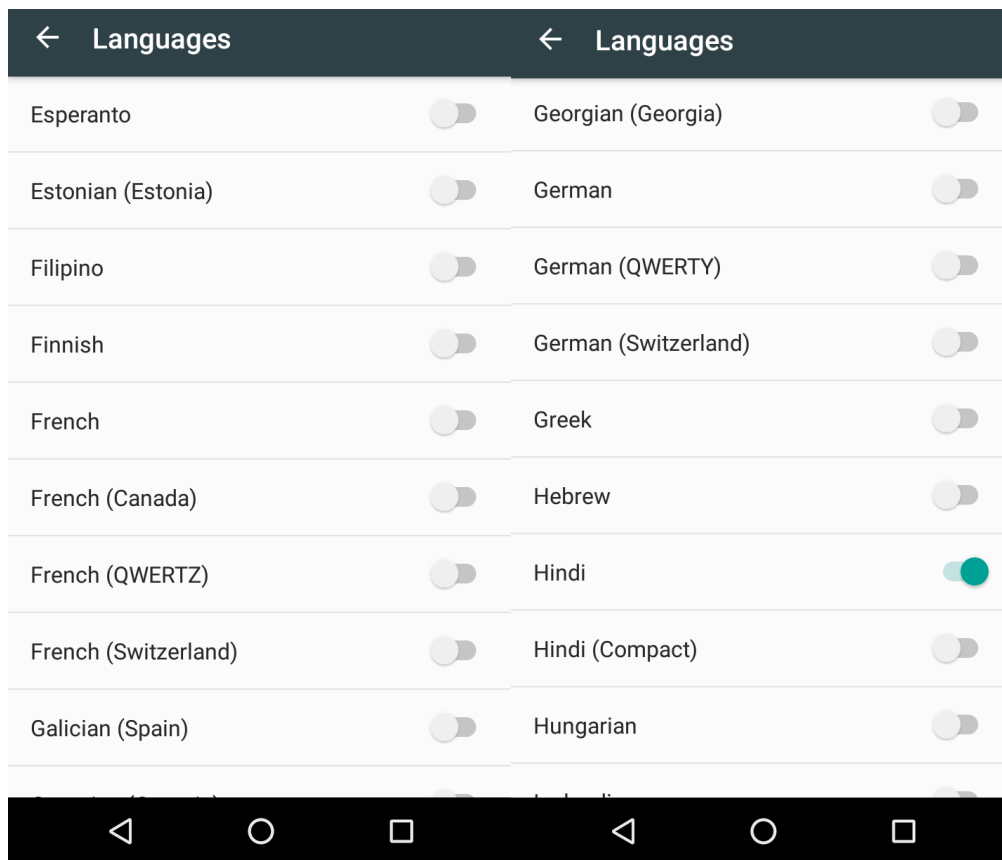 Languages
Esperanto
Estonian (Estonia)
Filipino
Finnish
French
French (Canada)
French (QWERTZ)
French (Switzerland)
Galician (Spain)
Languages
Georgian (Georgia)
German
German (QWERTY)
German (Switzerland)
Greek
Hebrew
Hindi
Hindi (Compact)
Hungarian